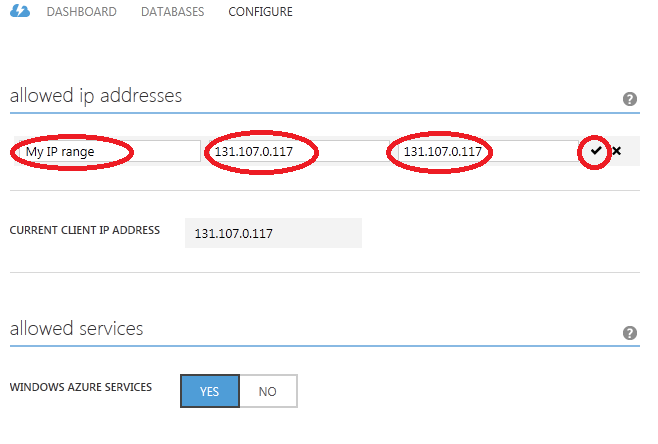 DASHBOARD DATABASES CONFIGURE
allowed ip addresses ?
My IP range 131.107.0.117 131.107.0.117
CURRENT CLIENT IP ADDRESS 131.107.0.117
allowed services ?
WINDOWS AZURE SERVICES YES NO